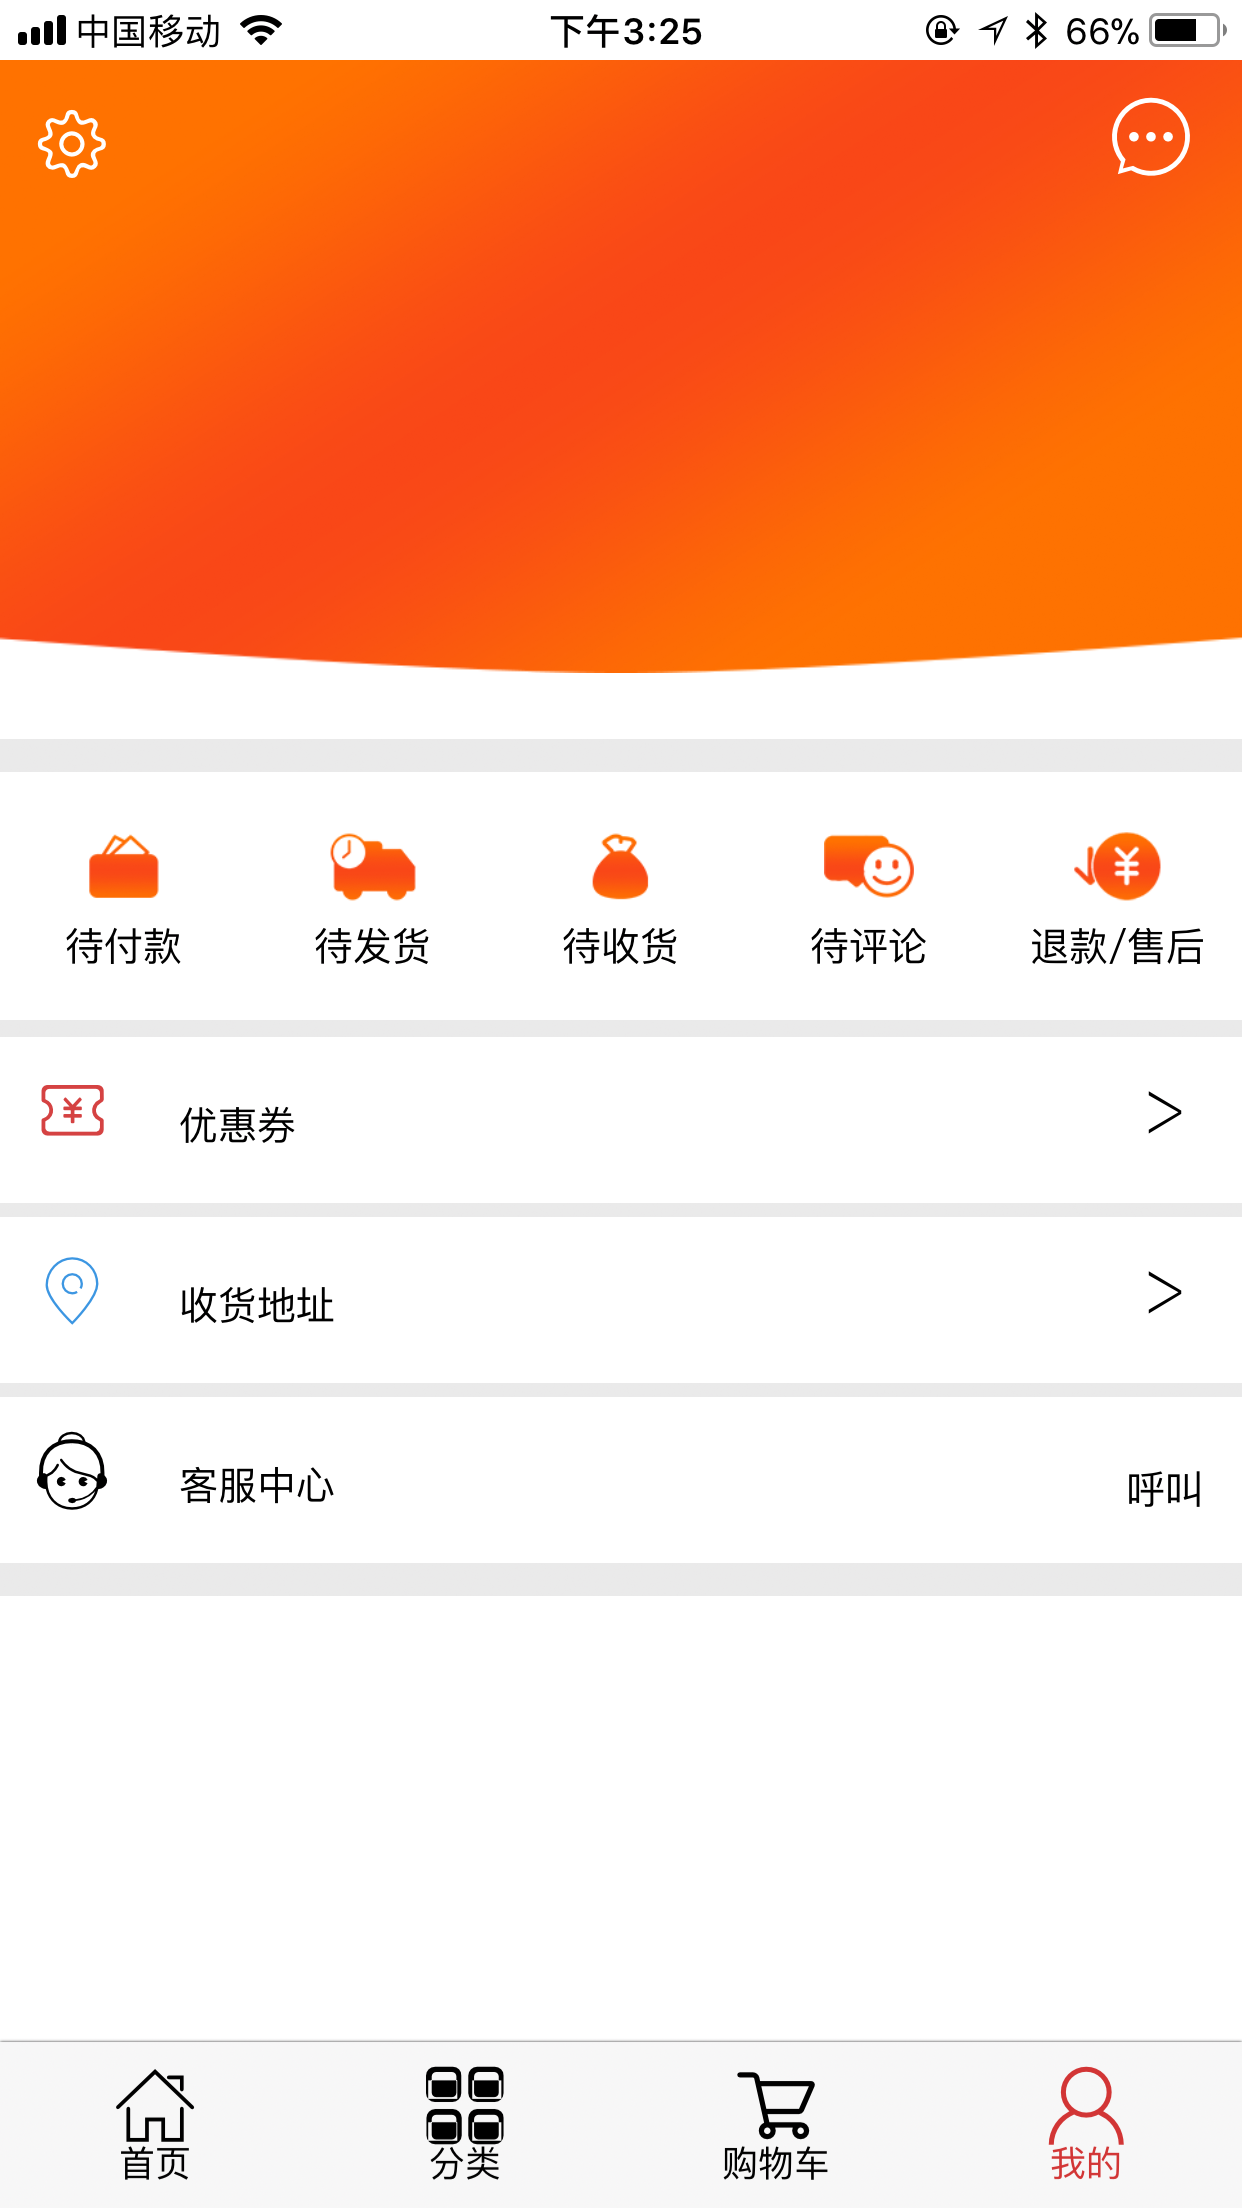 中国移动 下午3:25 66%
待付款 待发货 待收货 待评论 退款/售后
优惠券 >
收货地址 >
客服中心 呼叫
首页 分类 购物车 我的